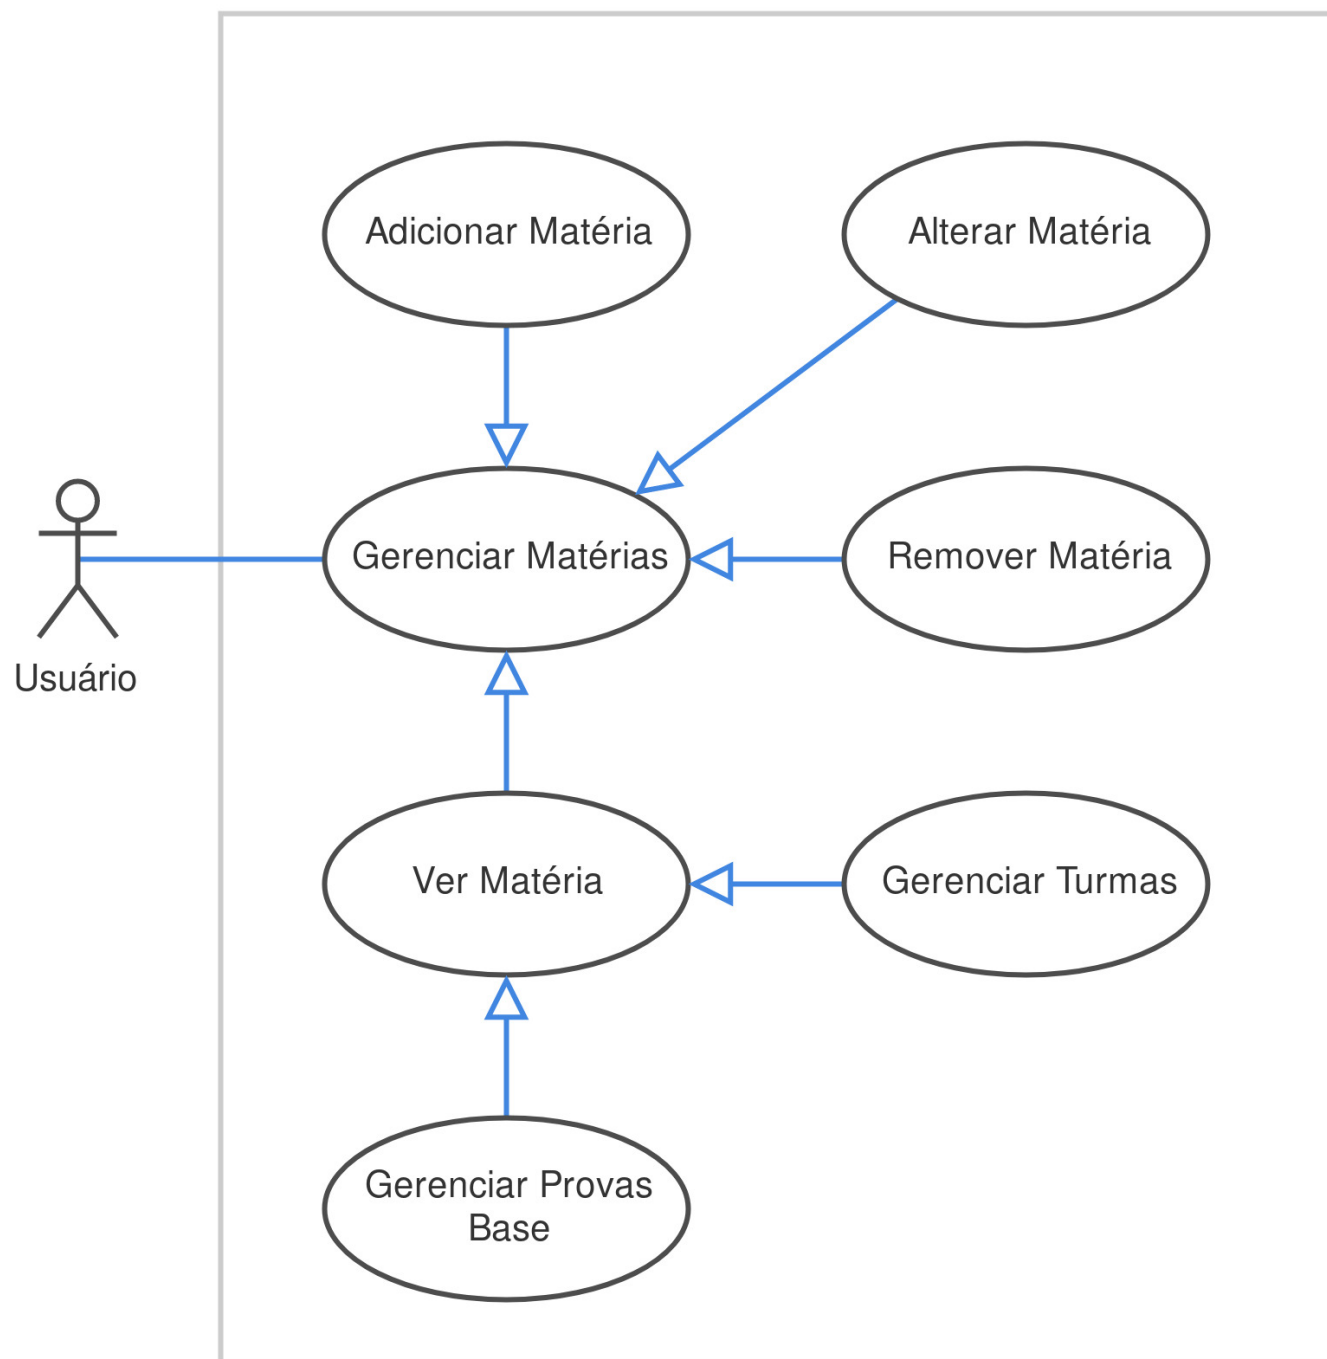 Adicionar Matéria
Alterar Matéria
Gerenciar Matérias
Remover Matéria
Usuário
Ver Matéria
Gerenciar Turmas
Gerenciar Provas
Base